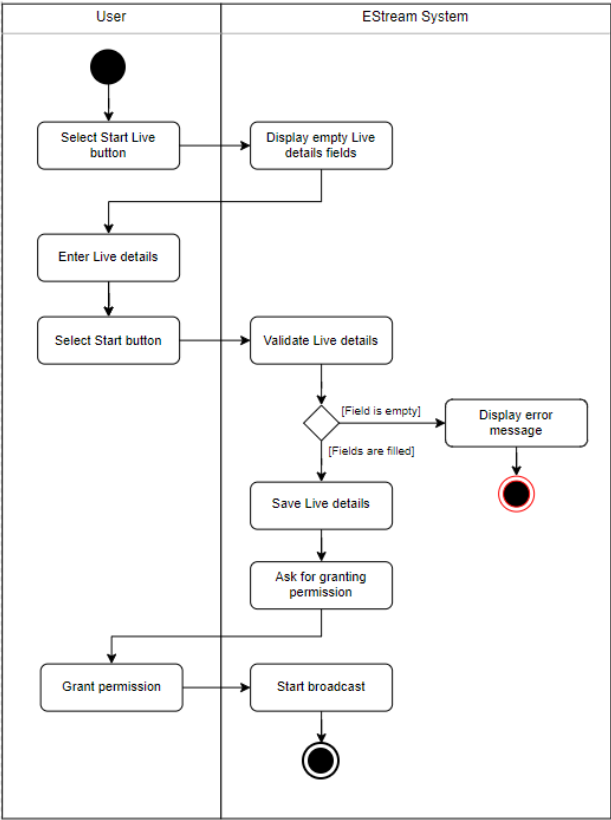 User
EStream System
Select Start Live
button
Display empty Live
details fields
Enter Live details
Select Start button
Validate Live details
[Field is empty]
Display error
message
[Fields are filled]
Save Live details
Ask for granting
permission
Grant permission
Start broadcast